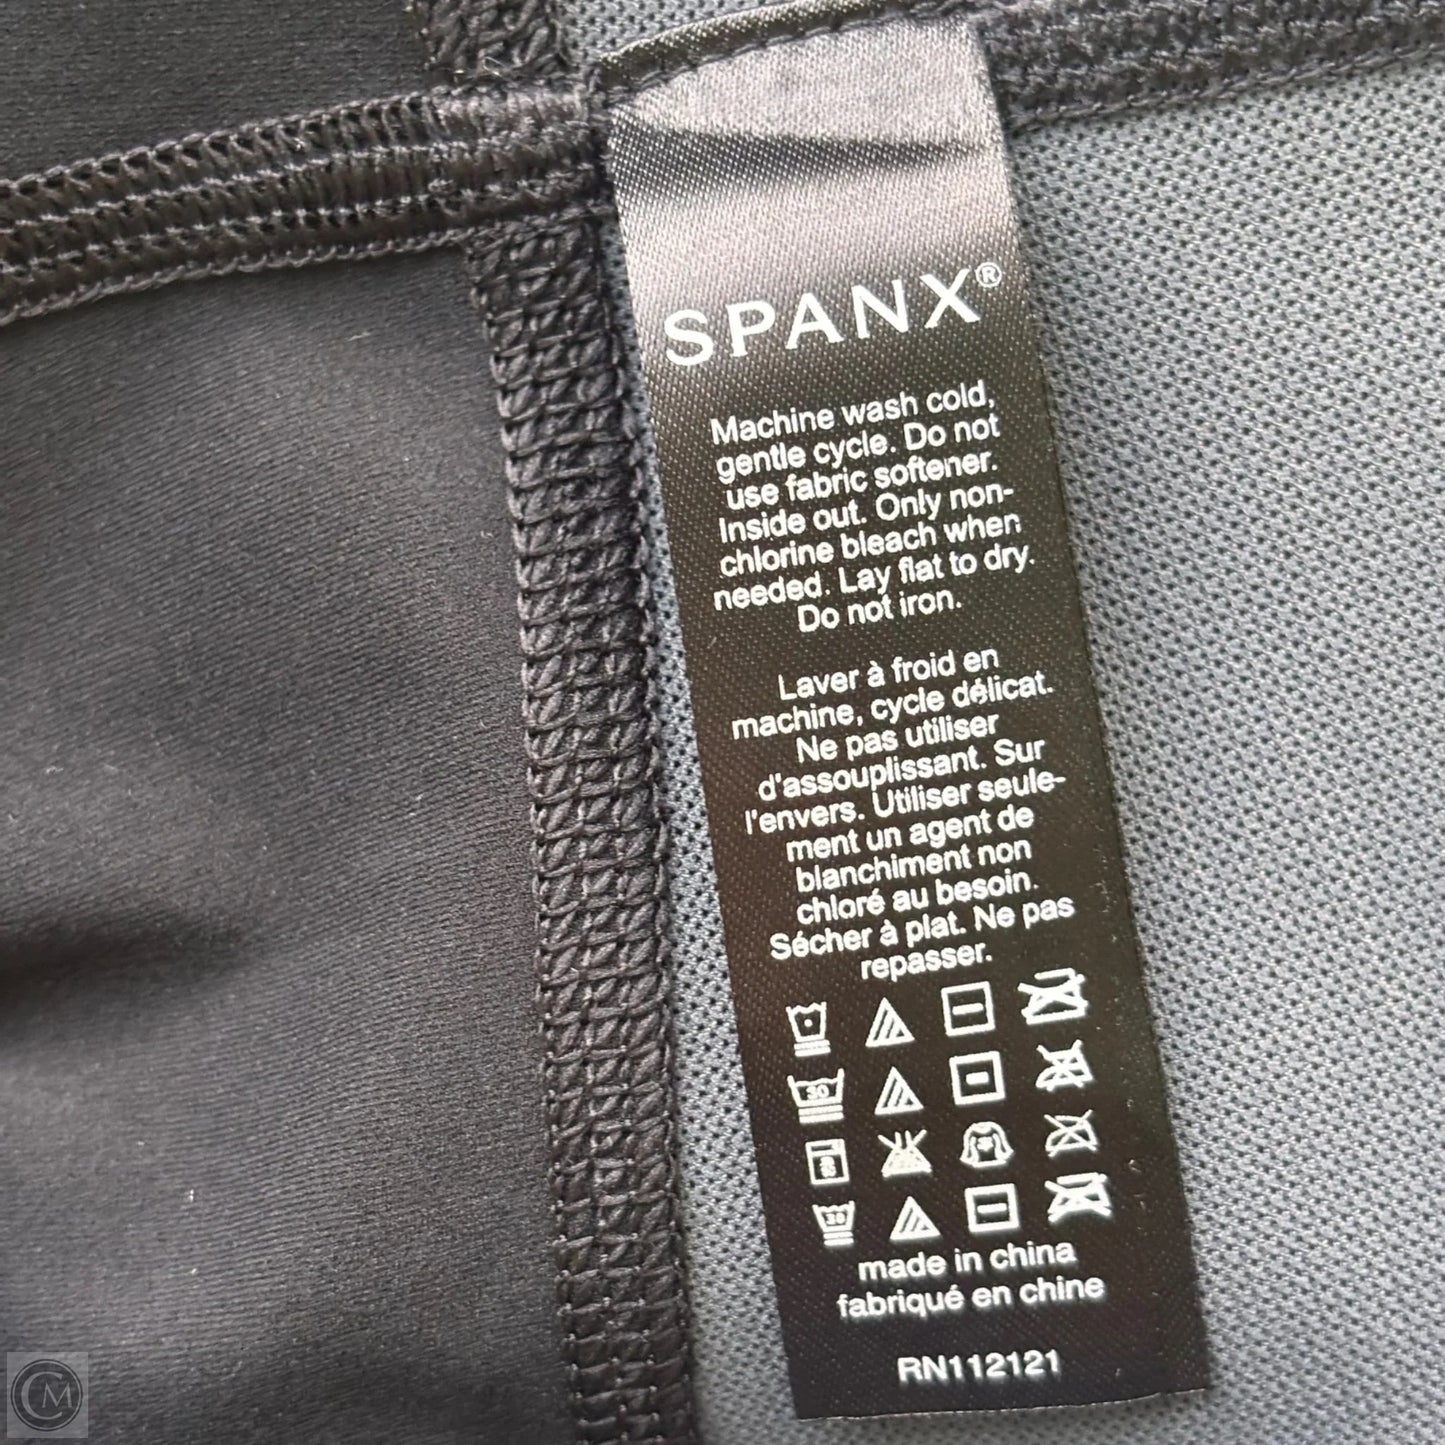 SPANX®
Machine wash cold,
gentle cycle. Do not
use fabric softener.
Inside out. Only non-
chlorine bleach when
needed. Lay flat to dry.
Do not iron.
Laver à froid en
machine, cycle délicat.
Ne pas utiliser
d'assouplissant. Sur
l'envers. Utiliser seule-
ment un agent de
blanchiment non
chloré au besoin.
Sécher à plat. Ne pas
repasser.
30
30
made in china
fabriqué en chine
RN112121
CM